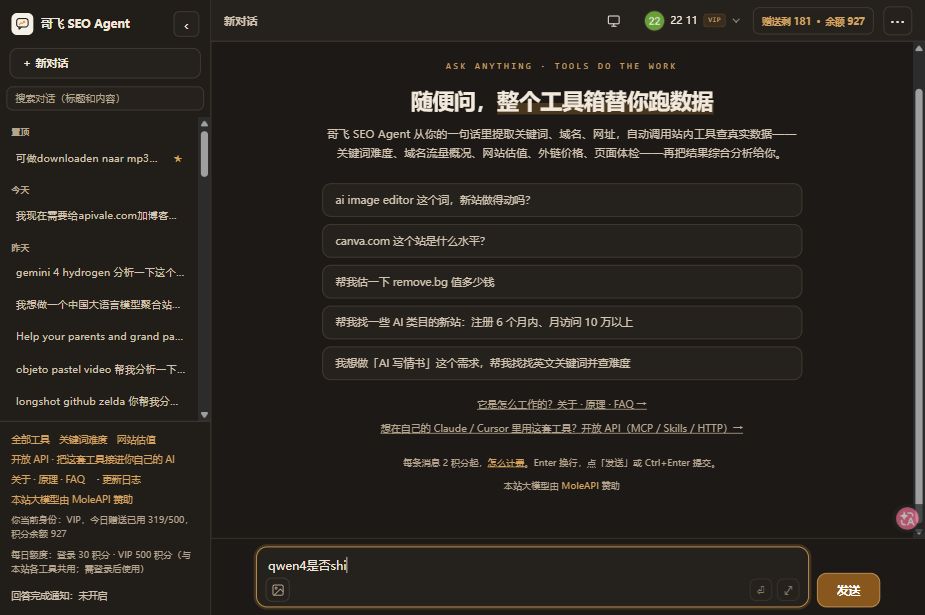 哥飞 SEO Agent
‹
+ 新对话
搜索对话（标题和内容）
置顶
可做downloaden naar mp3... ★
今天
我现在需要给apivale.com加博客...
昨天
gemini 4 hydrogen 分析一下这个...
我想做一个中国大语言模型聚合站...
Help your parents and grand pa...
objeto pastel video 帮我分析一下...
longshot github zelda 你帮我分...
全部工具 关键词难度 网站估值
开放 API · 把这套工具接进你自己的 AI
关于 · 原理 · FAQ · 更新日志
本站大模型由 MoleAPI 赞助
你当前身份：VIP，今日赠送已用 319/500，
积分余额 927
每日额度：登录 30 积分 · VIP 500 积分（与
本站各工具共用；需登录后使用）
回答完成通知：未开启
新对话
22 22 11 VIP
赠送剩 181 · 余额 927
ASK ANYTHING · TOOLS DO THE WORK
随便问，整个工具箱替你跑数据
哥飞 SEO Agent 从你的一句话里提取关键词、域名、网址，自动调用站内工具查真实数据——
关键词难度、域名流量概况、网站估值、外链价格、页面体检——再把结果综合分析给你。
ai image editor 这个词，新站做得动吗？
canva.com 这个站是什么水平？
帮我估一下 remove.bg 值多少钱
帮我找一些 AI 类目的新站：注册 6 个月内、月访问 10 万以上
我想做「AI 写情书」这个需求，帮我找找英文关键词并查难度
它是怎么工作的？关于 · 原理 · FAQ →
想在自己的 Claude / Cursor 里用这套工具？开放 API（MCP / Skills / HTTP）→
每条消息 2 积分起，怎么计费。Enter 换行，点「发送」或 Ctrl+Enter 提交。
本站大模型由 MoleAPI 赞助
qwen4是否shi
发送